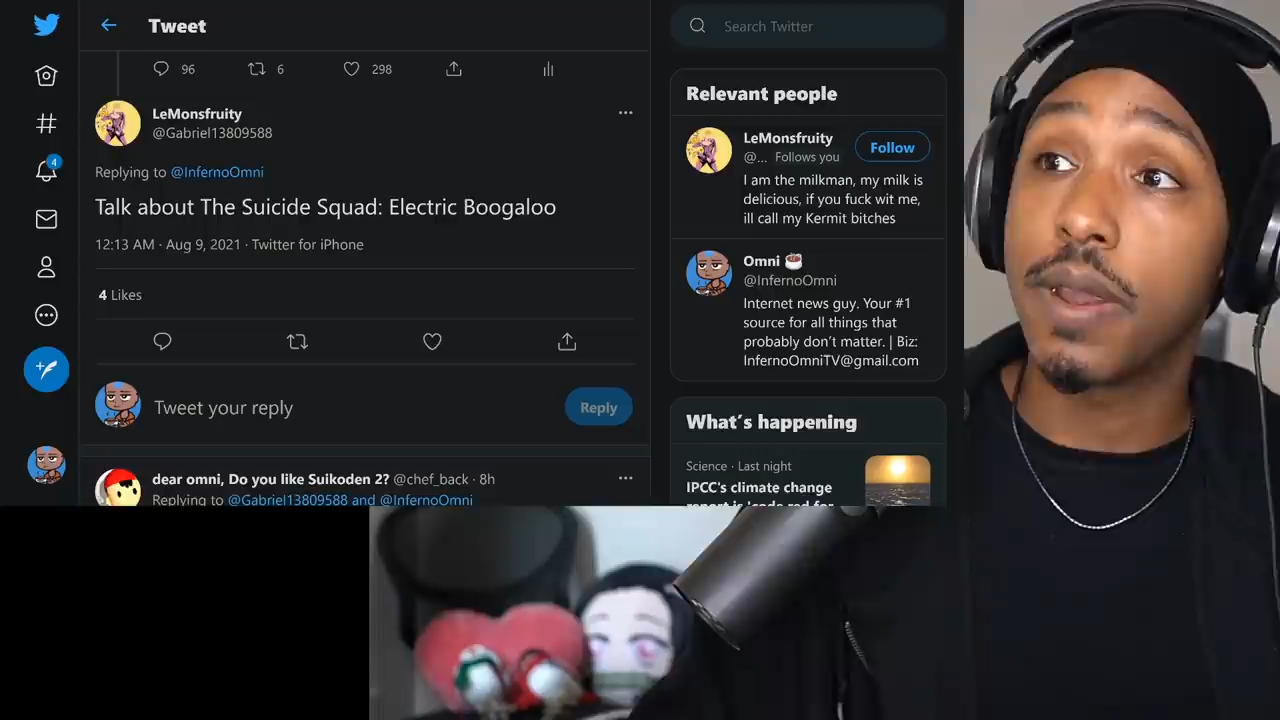 Tweet
96
6
298
LeMonsfruity
@Gabriel13809588
Replying to @InfernoOmni
Talk about The Suicide Squad: Electric Boogaloo
12:13 AM · Aug 9, 2021 · Twitter for iPhone
4 Likes
Tweet your reply
Reply
dear omni, Do you like Suikoden 2? @chef_back · 8h
Replying to @Gabriel13809588 and @InfernoOmni
4
Search Twitter
Relevant people
LeMonsfruity
@... Follows you
Follow
I am the milkman, my milk is
delicious, if you fuck wit me,
ill call my Kermit bitches
Omni
@InfernoOmni
Internet news guy. Your #1
source for all things that
probably don't matter. | Biz:
InfernoOmniTV@gmail.com
What's happening
Science · Last night
IPCC's climate change
report is 'code red for